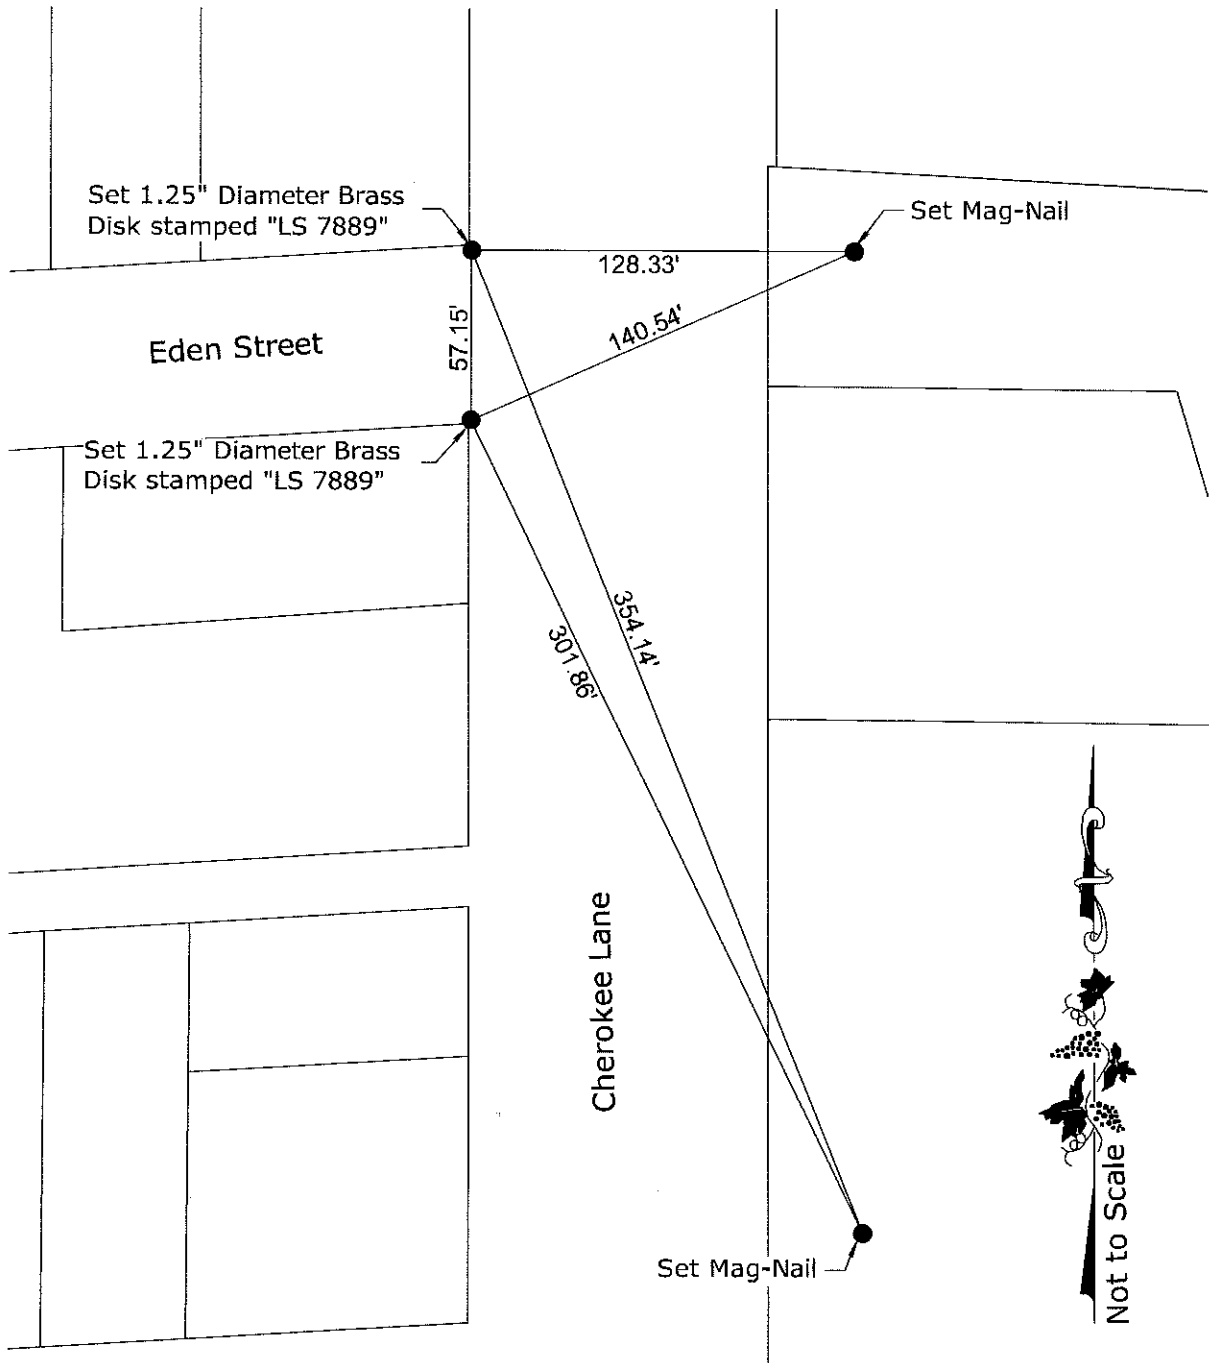 Set 1.25" Diameter Brass
Disk stamped "LS 7889"
Set Mag-Nail
128.33'
57.15'
140.54'
Eden Street
Set 1.25" Diameter Brass
Disk stamped "LS 7889"
354.14'
301.86'
Cherokee Lane
Set Mag-Nail
Not to Scale